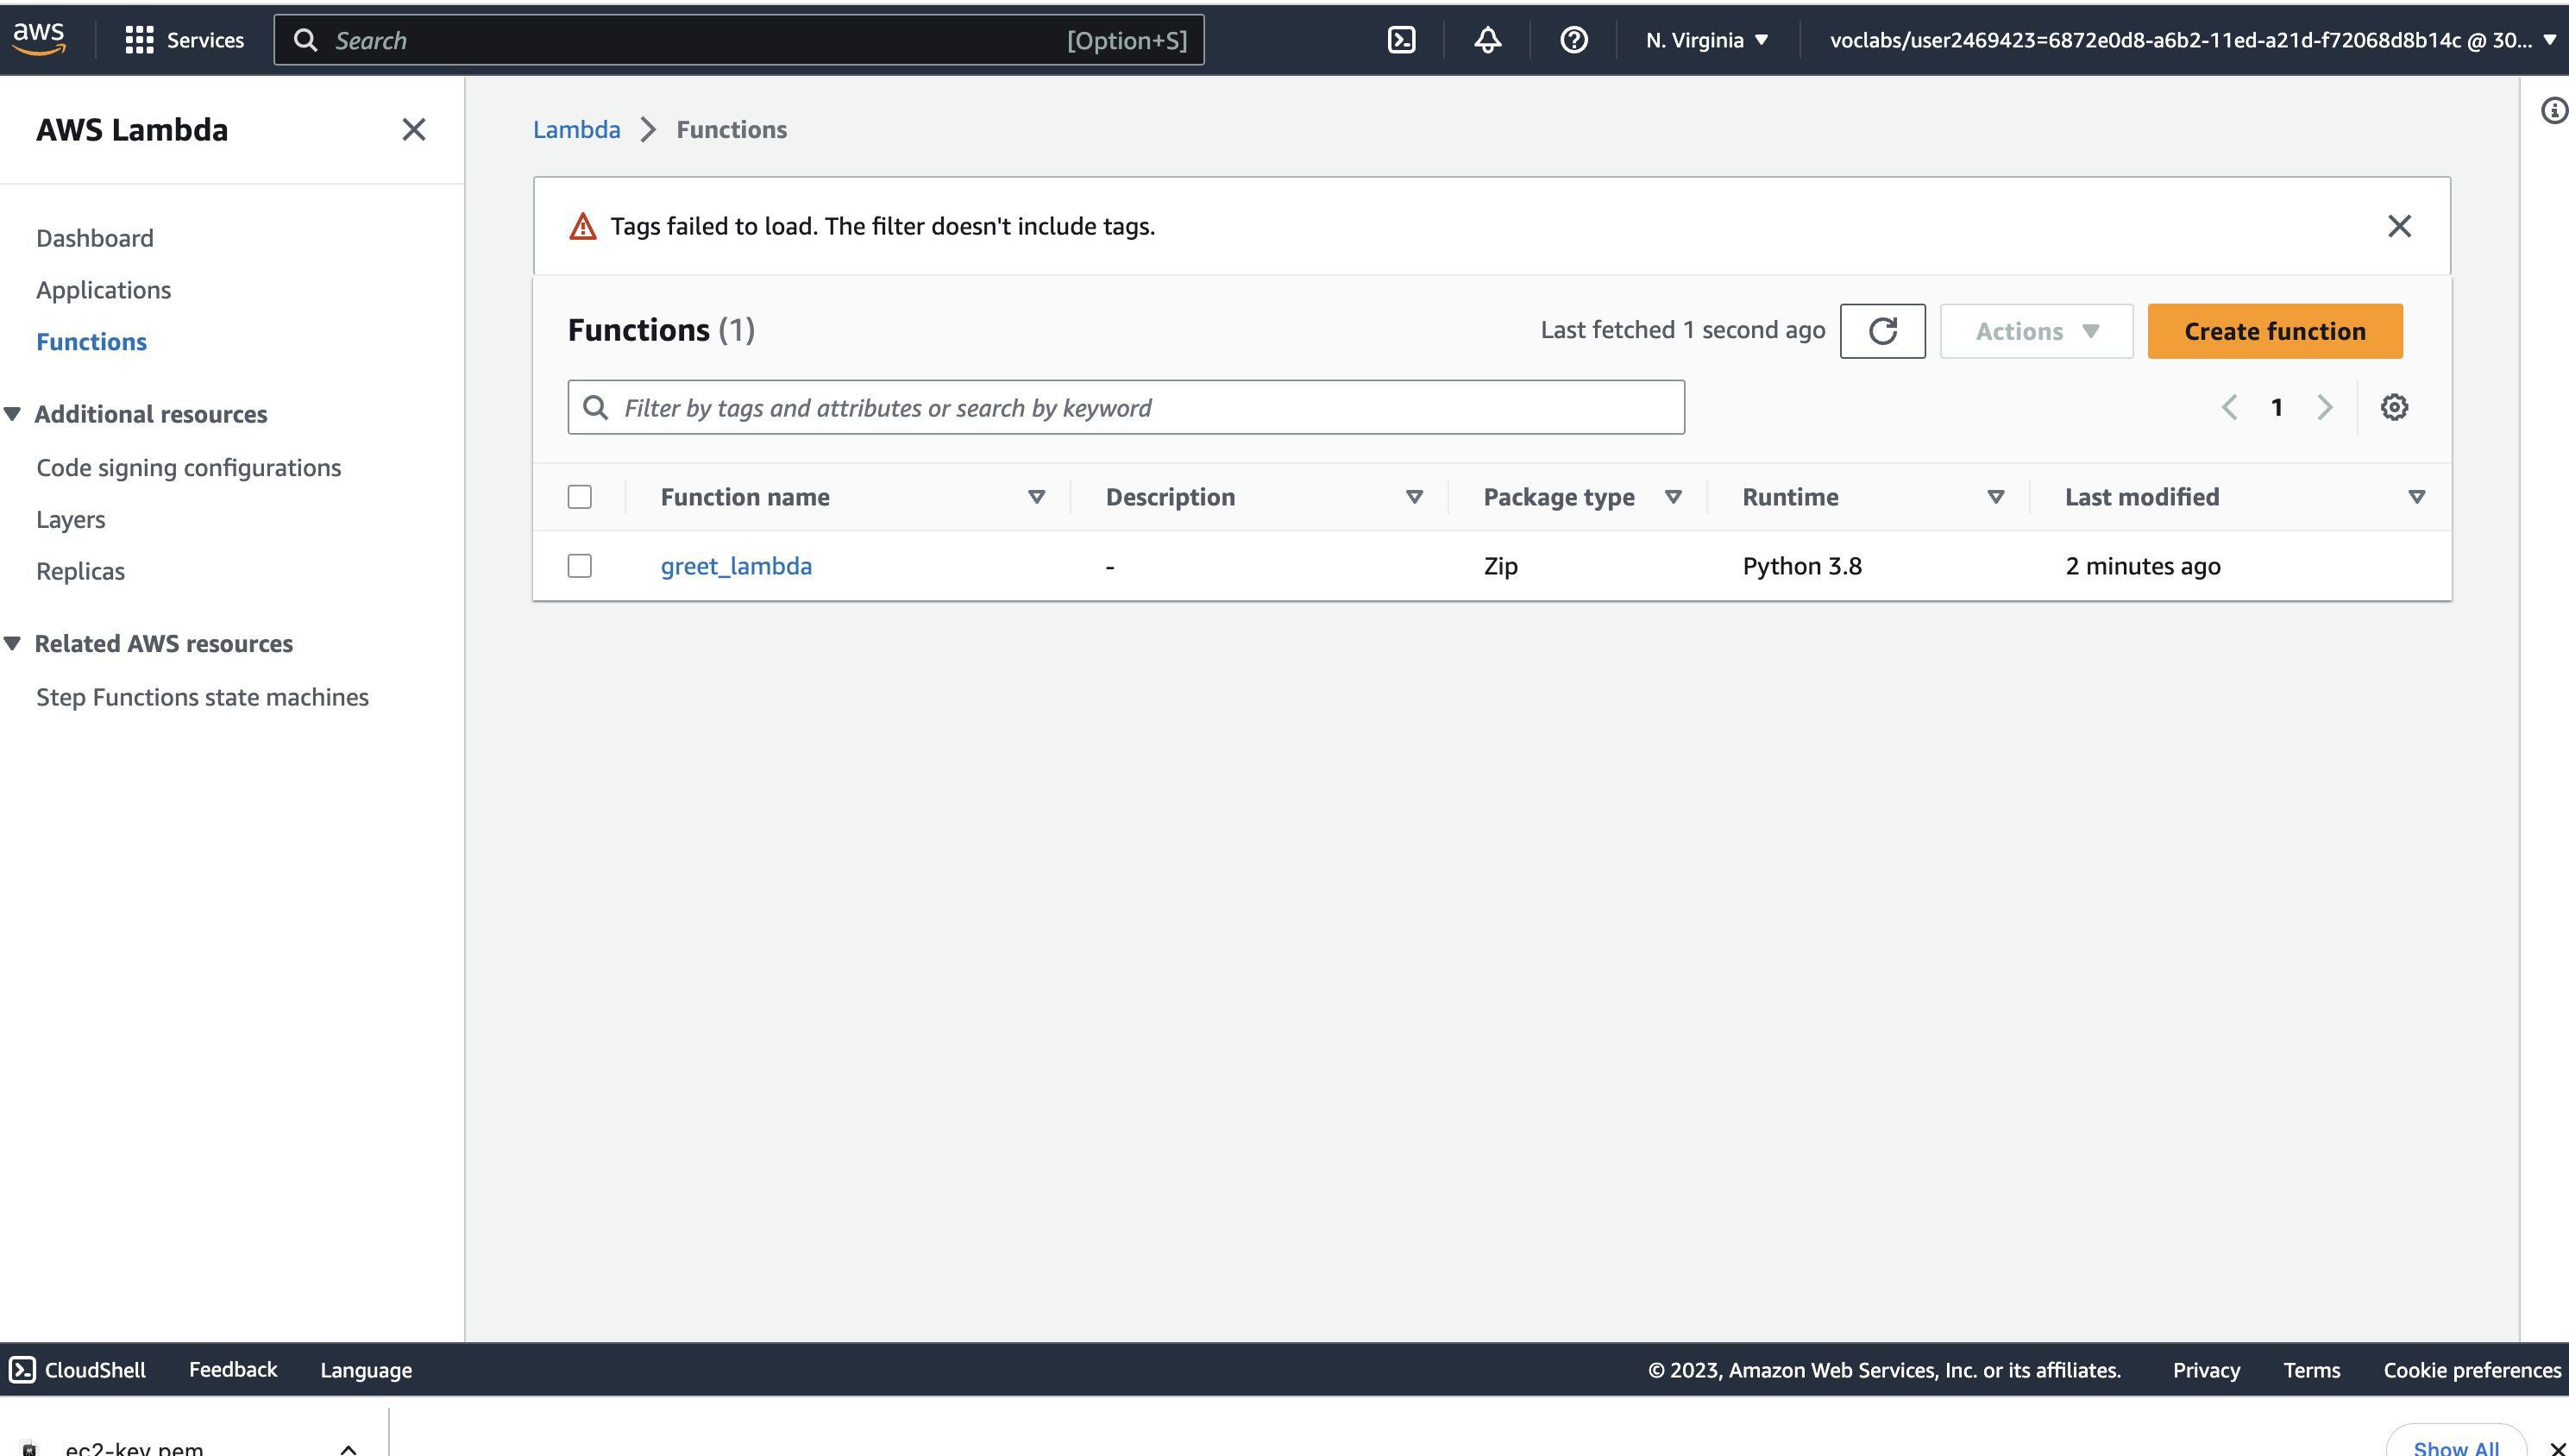 aws
Services
Search [Option+S]
N. Virginia
voclabs/user2469423=6872e0d8-a6b2-11ed-a21d-f72068d8b14c @ 30...
AWS Lambda
Dashboard
Applications
Functions
Additional resources
Code signing configurations
Layers
Replicas
Related AWS resources
Step Functions state machines
Lambda
Functions
Tags failed to load. The filter doesn't include tags.
Functions (1)
Last fetched 1 second ago
Actions
Create function
Filter by tags and attributes or search by keyword
1
Function name Description Package type Runtime Last modified
greet_lambda - Zip Python 3.8 2 minutes ago
CloudShell Feedback Language
© 2023, Amazon Web Services, Inc. or its affiliates. Privacy Terms Cookie preferences
ec2-key.pem
Show All